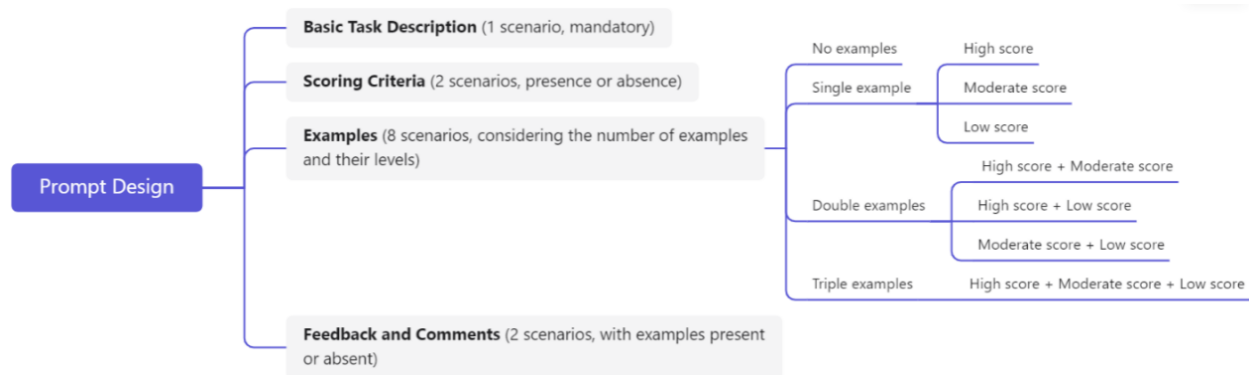 Prompt Design
Basic Task Description (1 scenario, mandatory)
Scoring Criteria (2 scenarios, presence or absence)
Examples (8 scenarios, considering the number of examples
and their levels)
No examples
Single example
High score
Moderate score
Low score
Double examples
High score + Moderate score
High score + Low score
Moderate score + Low score
Triple examples
High score + Moderate score + Low score
Feedback and Comments (2 scenarios, with examples present
or absent)